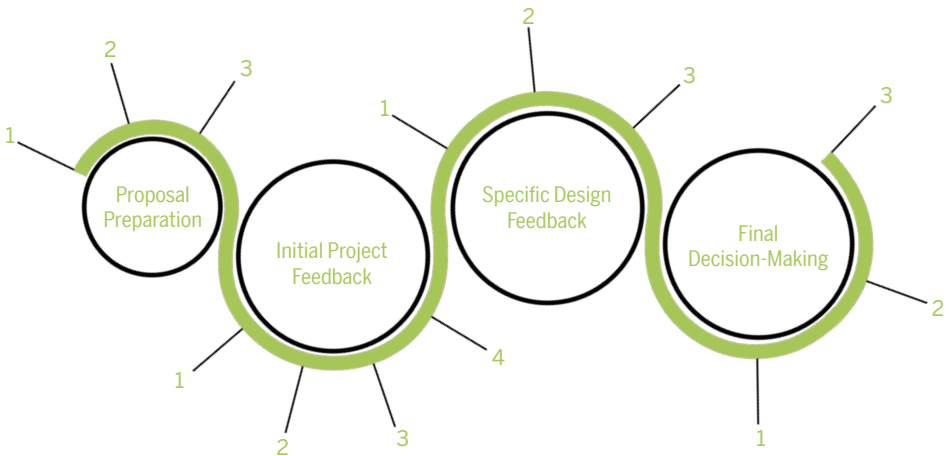 1
2
3
Proposal
Preparation
1
2
3
4
Initial Project
Feedback
1
2
3
Specific Design
Feedback
1
2
3
Final
Decision-Making